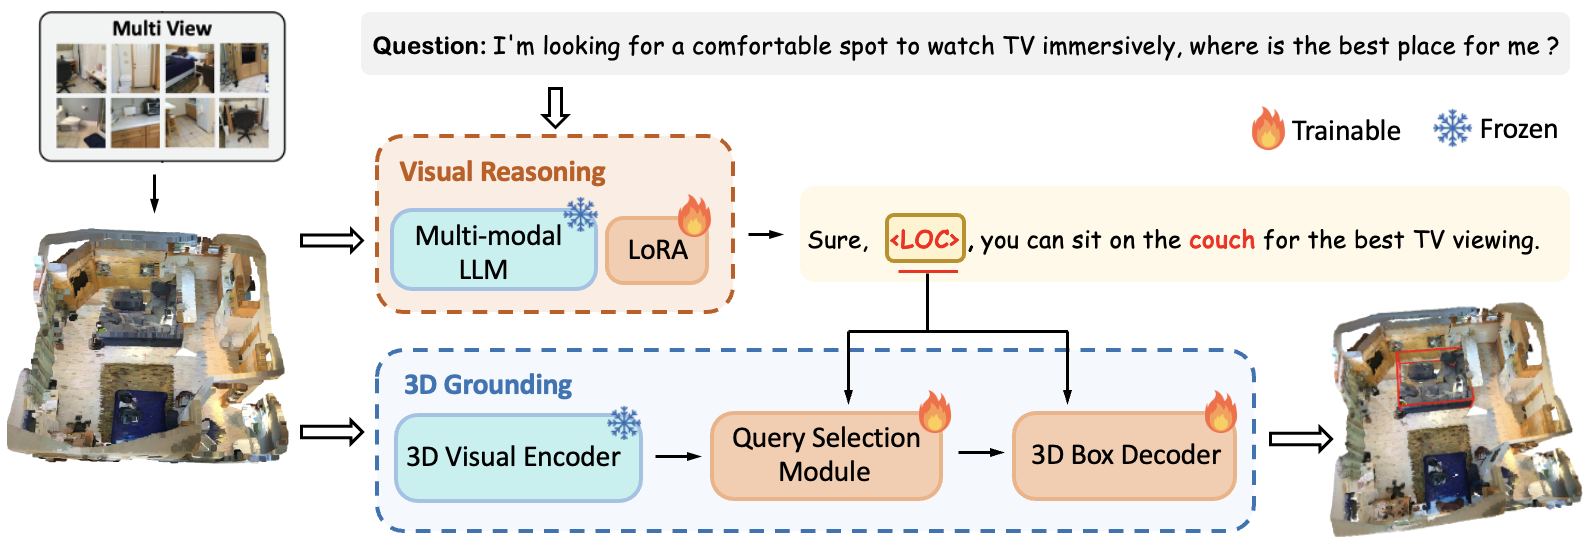 Multi View
Question: I'm looking for a comfortable spot to watch TV immersively, where is the best place for me ?
Trainable
Frozen
Visual Reasoning
Multi-modal
LLM
LoRA
Sure, <LOC>, you can sit on the couch for the best TV viewing.
3D Grounding
3D Visual Encoder
Query Selection
Module
3D Box Decoder